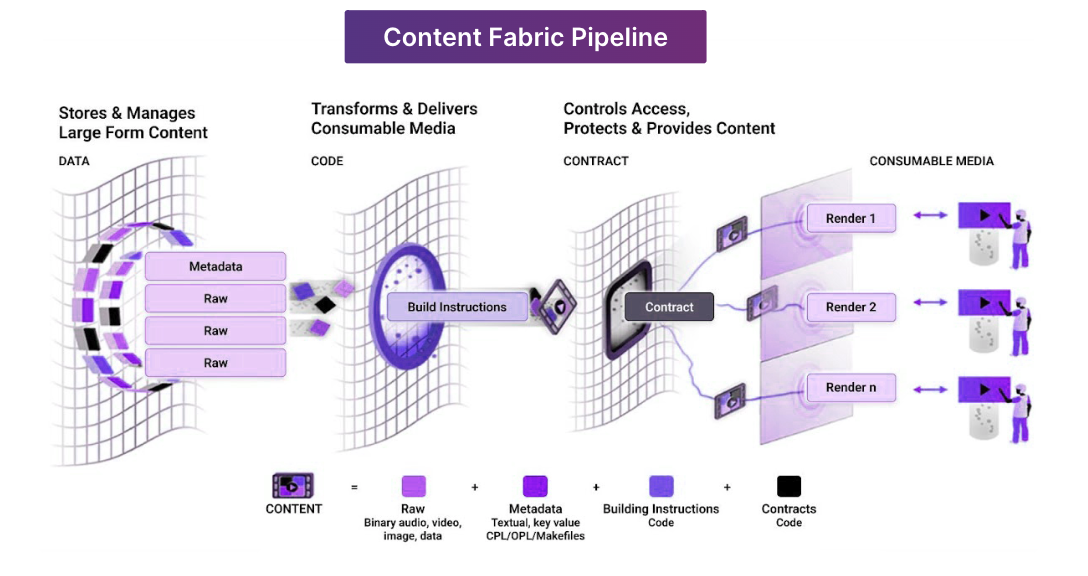 Content Fabric Pipeline
Stores & Manages
Large Form Content
DATA
Transforms & Delivers
Consumable Media
CODE
Controls Access,
Protects & Provides Content
CONTRACT
CONSUMABLE MEDIA
Metadata
Raw
Raw
Raw
Build Instructions
Contract
Render 1
Render 2
Render n
CONTENT
=
Raw
Binary audio, video,
image, data
+
Metadata
Textual, key value
CPL/OPL/Makefiles
+
Building Instructions
Code
+
Contracts
Code